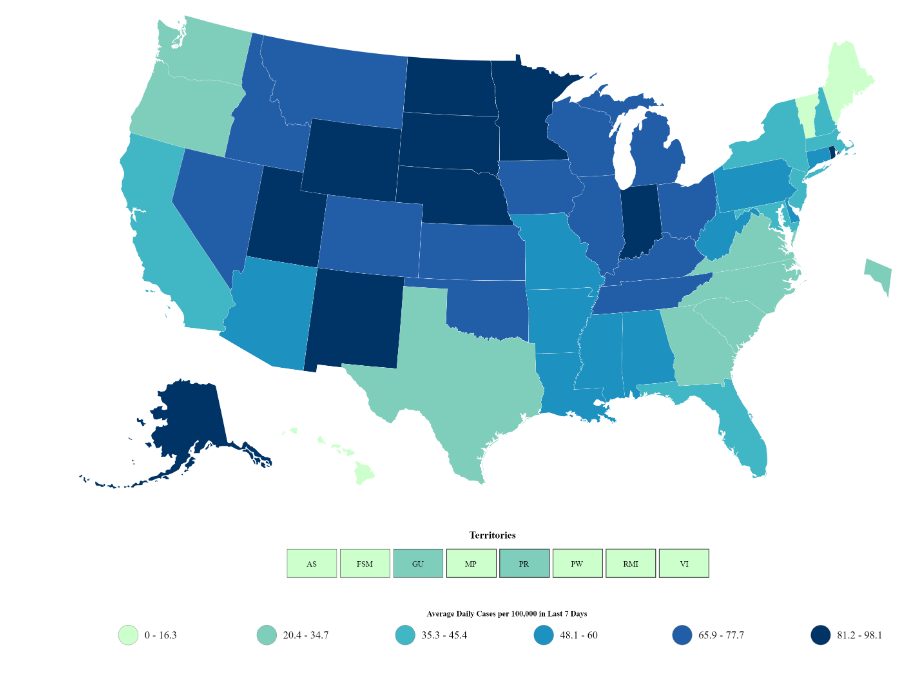 Territories
AS FSM GU MP PR PW RMI VI
Average Daily Cases per 100,000 in Last 7 Days
0 - 16.3 20.4 - 34.7 35.3 - 45.4 48.1 - 60 65.9 - 77.7 81.2 - 98.1